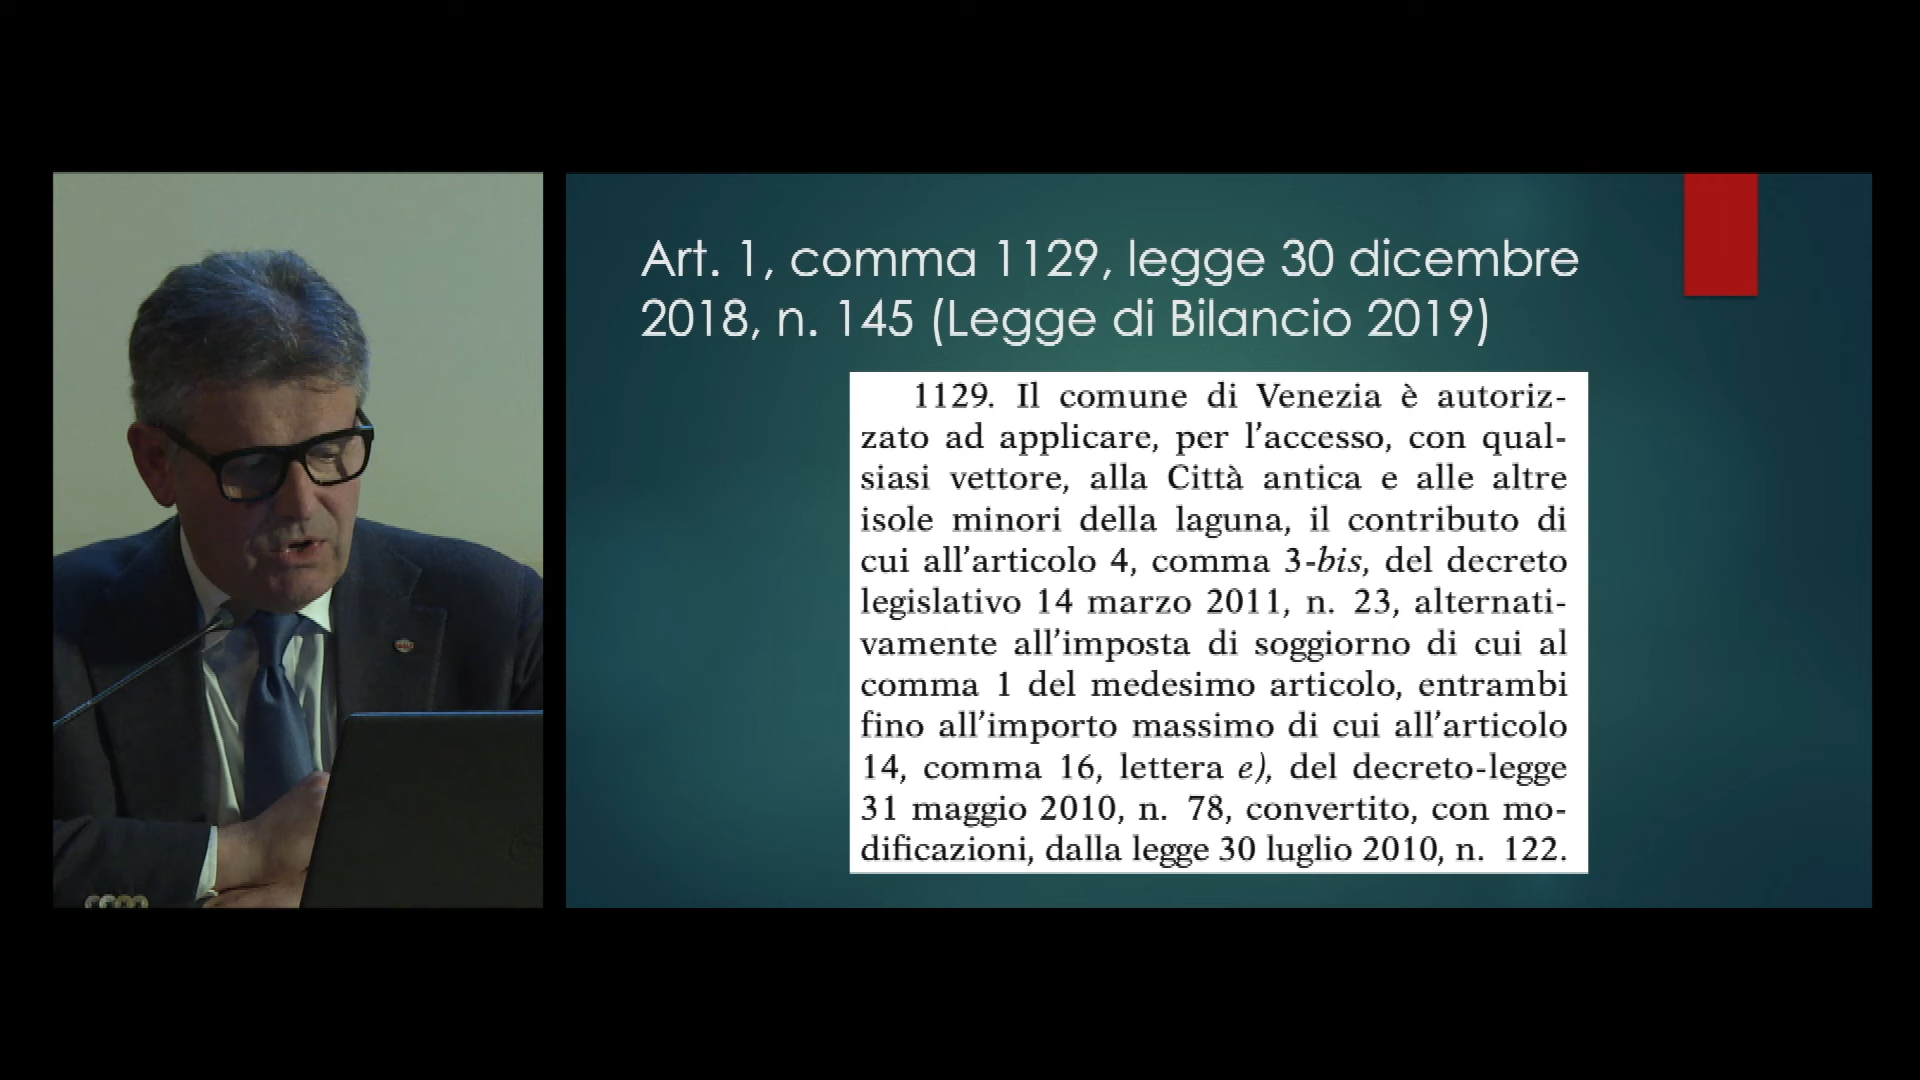 Art. 1, comma 1129, legge 30 dicembre
2018, n. 145 (Legge di Bilancio 2019)
1129. Il comune di Venezia è autoriz-
zato ad applicare, per l'accesso, con qual-
siasi vettore, alla Città antica e alle altre
isole minori della laguna, il contributo di
cui all'articolo 4, comma 3-bis, del decreto
legislativo 14 marzo 2011, n. 23, alternati-
vamente all'imposta di soggiorno di cui al
comma 1 del medesimo articolo, entrambi
fino all'importo massimo di cui all'articolo
14, comma 16, lettera e), del decreto-legge
31 maggio 2010, n. 78, convertito, con mo-
dificazioni, dalla legge 30 luglio 2010, n. 122.